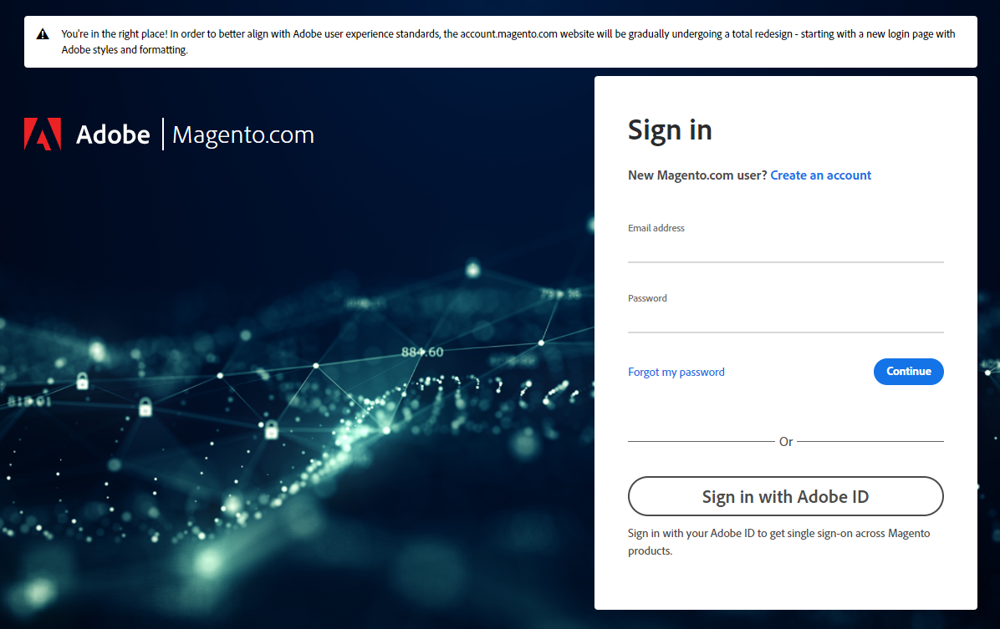 You're in the right place! In order to better align with Adobe user experience standards, the account.magento.com website will be gradually undergoing a total redesign - starting with a new login page with
Adobe styles and formatting.
Adobe | Magento.com
Sign in
New Magento.com user? Create an account
Email address
Password
884.60
Forgot my password
Continue
Or
Sign in with Adobe ID
Sign in with your Adobe ID to get single sign-on across Magento
products.